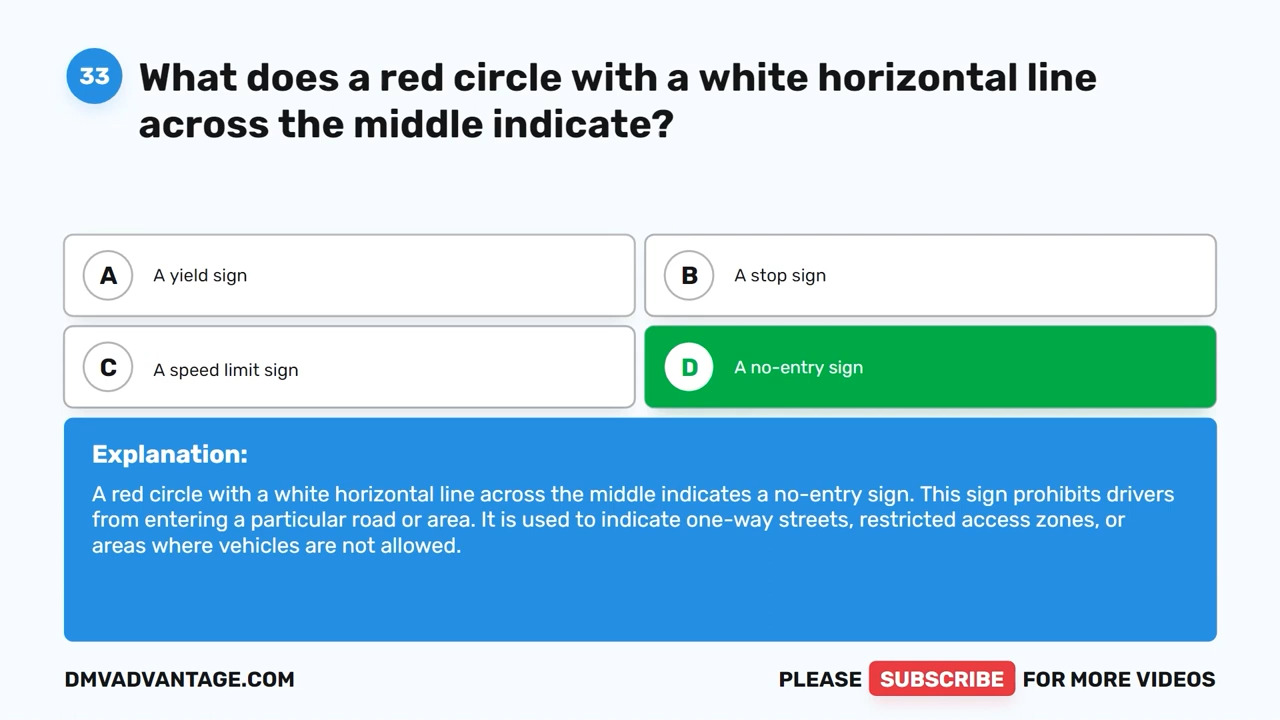 33
What does a red circle with a white horizontal line
across the middle indicate?
A A yield sign
B A stop sign
C A speed limit sign
D A no-entry sign
Explanation:
A red circle with a white horizontal line across the middle indicates a no-entry sign. This sign prohibits drivers
from entering a particular road or area. It is used to indicate one-way streets, restricted access zones, or
areas where vehicles are not allowed.
DMVADVANTAGE.COM
PLEASE SUBSCRIBE FOR MORE VIDEOS